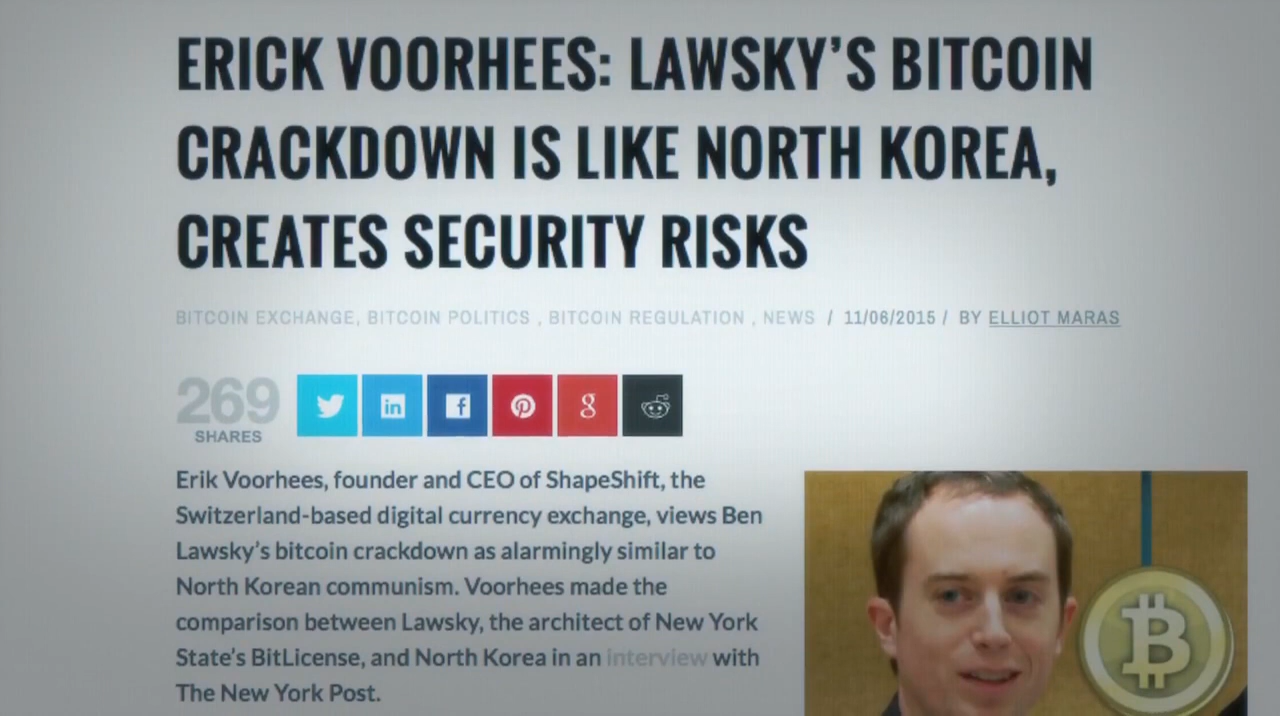 ERICK VOORHEES: LAWSKY’S BITCOIN
CRACKDOWN IS LIKE NORTH KOREA,
CREATES SECURITY RISKS
BITCOIN EXCHANGE, BITCOIN POLITICS , BITCOIN REGULATION , NEWS / 11/06/2015 / BY ELLIOT MARAS
269
SHARES
Erik Voorhees, founder and CEO of ShapeShift, the
Switzerland-based digital currency exchange, views Ben
Lawsky’s bitcoin crackdown as alarmingly similar to
North Korean communism. Voorhees made the
comparison between Lawsky, the architect of New York
State’s BitLicense, and North Korea in an interview with
The New York Post.